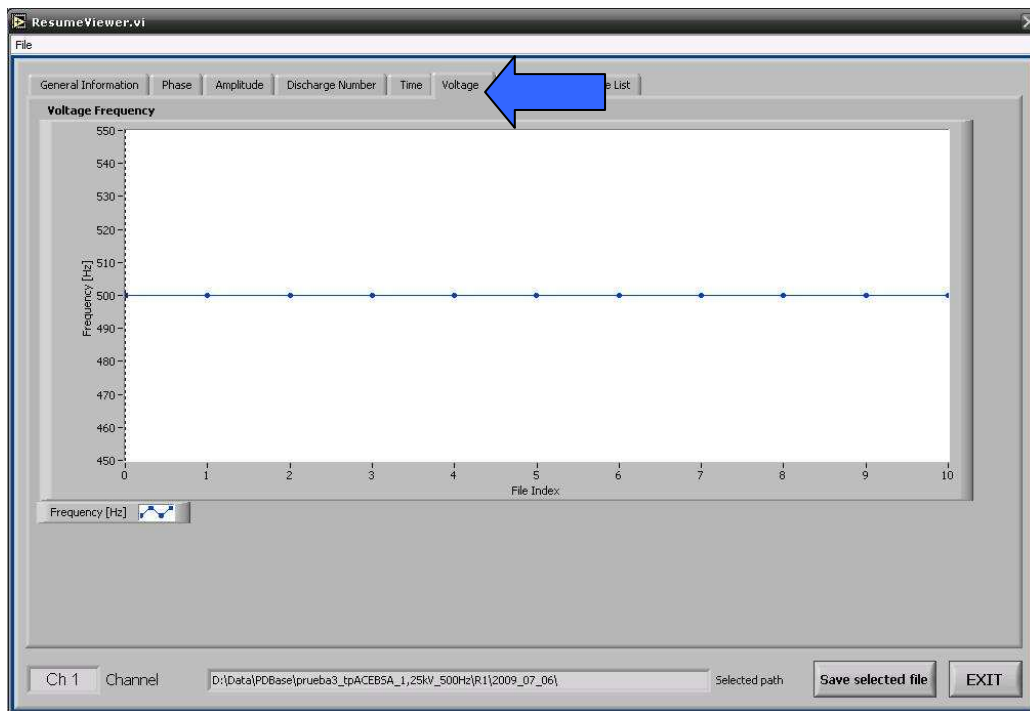 ResumeViewer.vi
File
General Information Phase Amplitude Discharge Number Time Voltage List
Voltage Frequency
550
540
530
520
510
500
490
480
470
460
450
Frequency [Hz]
0 1 2 3 4 5 6 7 8 9 10
File Index
Frequency [Hz]
Ch 1 Channel D:\Data\PDBase\prueba3_tpACEBSA_1,25kV_500Hz\R1\2009_07_06\ Selected path Save selected file EXIT